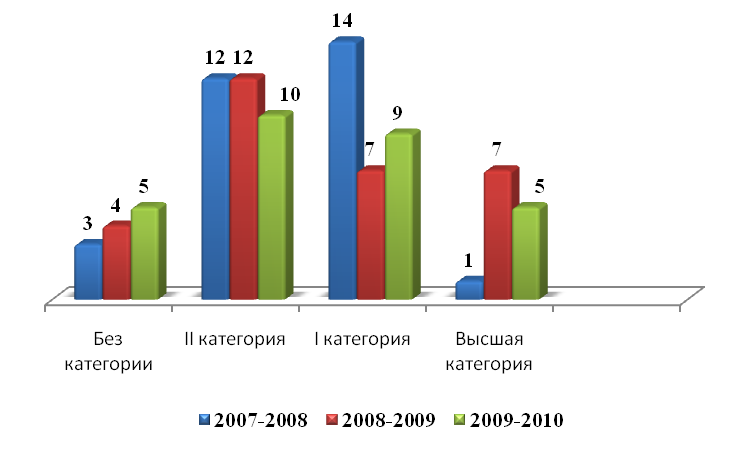 14
12 12
10
9
7
7
5
5
4
3
1
Без
категории
II категория
I категория
Высшая
категория
2007-2008 2008-2009 2009-2010